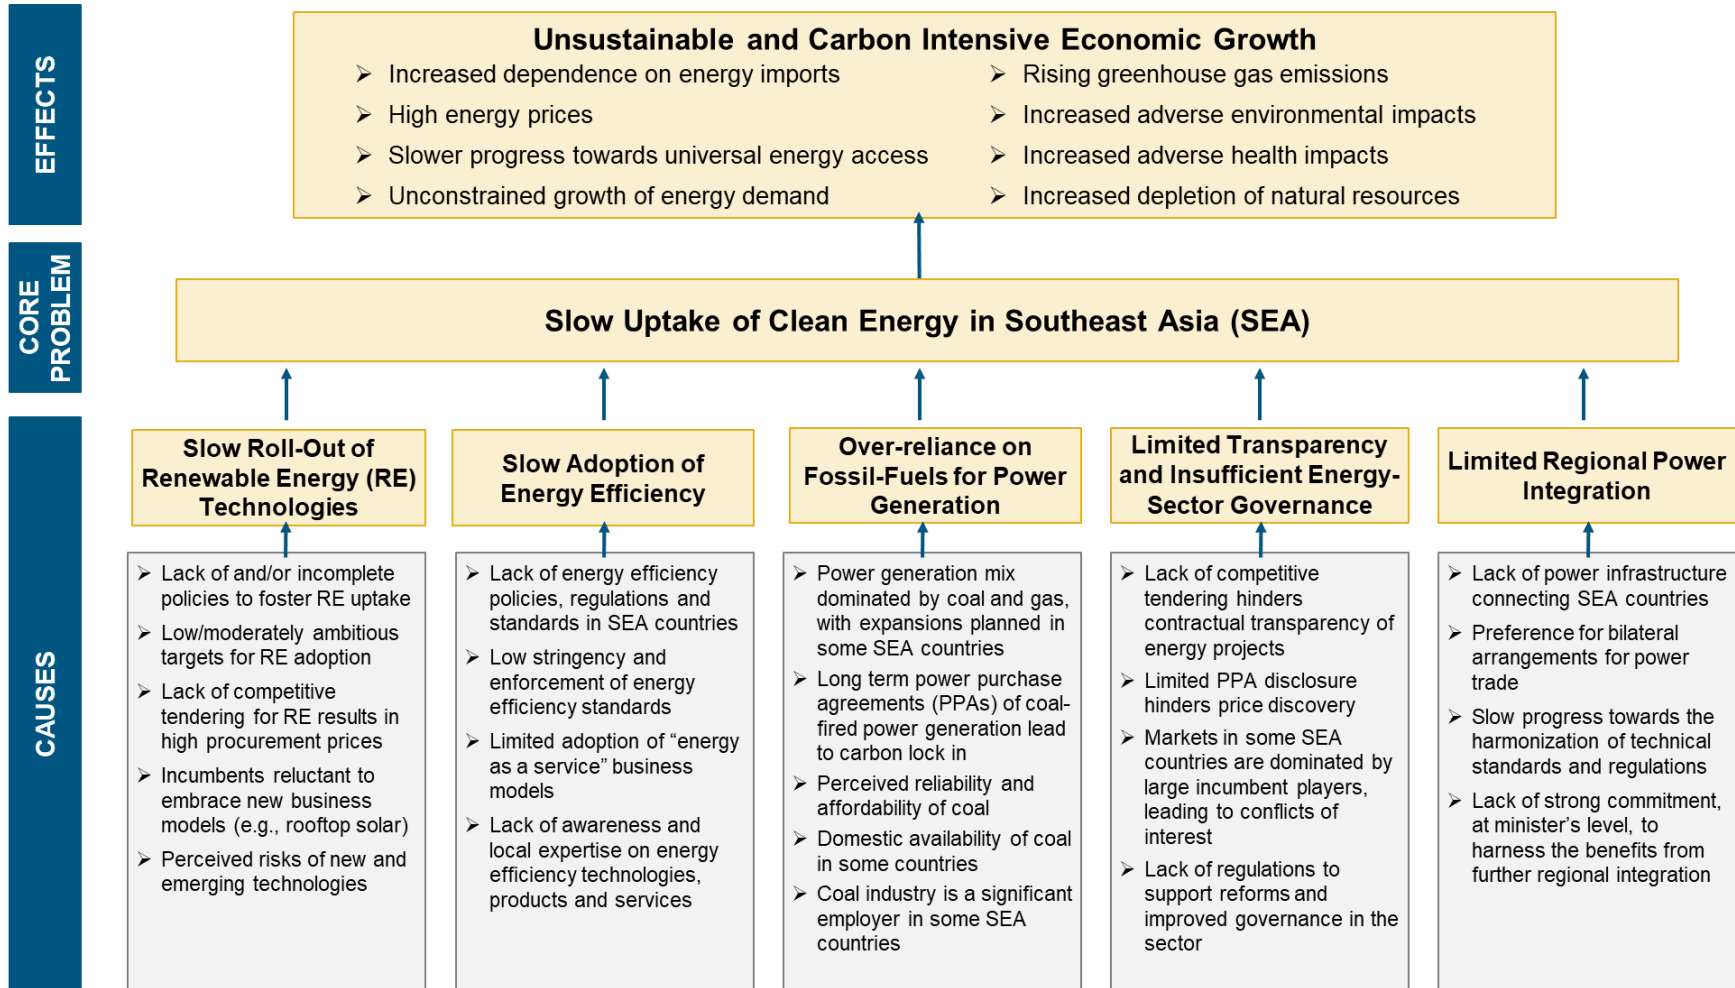 EFFECTS
Unsustainable and Carbon Intensive Economic Growth
➢ Increased dependence on energy imports
➢ High energy prices
➢ Slower progress towards universal energy access
➢ Unconstrained growth of energy demand
➢ Rising greenhouse gas emissions
➢ Increased adverse environmental impacts
➢ Increased adverse health impacts
➢ Increased depletion of natural resources
CORE
PROBLEM
Slow Uptake of Clean Energy in Southeast Asia (SEA)
CAUSES
Slow Roll-Out of
Renewable Energy (RE)
Technologies
➢ Lack of and/or incomplete
policies to foster RE uptake
➢ Low/moderately ambitious
targets for RE adoption
➢ Lack of competitive
tendering for RE results in
high procurement prices
➢ Incumbents reluctant to
embrace new business
models (e.g., rooftop solar)
➢ Perceived risks of new and
emerging technologies
Slow Adoption of
Energy Efficiency
➢ Lack of energy efficiency
policies, regulations and
standards in SEA countries
➢ Low stringency and
enforcement of energy
efficiency standards
➢ Limited adoption of “energy
as a service” business
models
➢ Lack of awareness and
local expertise on energy
efficiency technologies,
products and services
Over-reliance on
Fossil-Fuels for Power
Generation
➢ Power generation mix
dominated by coal and gas,
with expansions planned in
some SEA countries
➢ Long term power purchase
agreements (PPAs) of coal-
fired power generation lead
to carbon lock in
➢ Perceived reliability and
affordability of coal
➢ Domestic availability of coal
in some countries
➢ Coal industry is a significant
employer in some SEA
countries
Limited Transparency
and Insufficient Energy-
Sector Governance
➢ Lack of competitive
tendering hinders
contractual transparency of
energy projects
➢ Limited PPA disclosure
hinders price discovery
➢ Markets in some SEA
countries are dominated by
large incumbent players,
leading to conflicts of
interest
➢ Lack of regulations to
support reforms and
improved governance in the
sector
Limited Regional Power
Integration
➢ Lack of power infrastructure
connecting SEA countries
➢ Preference for bilateral
arrangements for power
trade
➢ Slow progress towards the
harmonization of technical
standards and regulations
➢ Lack of strong commitment,
at minister’s level, to
harness the benefits from
further regional integration